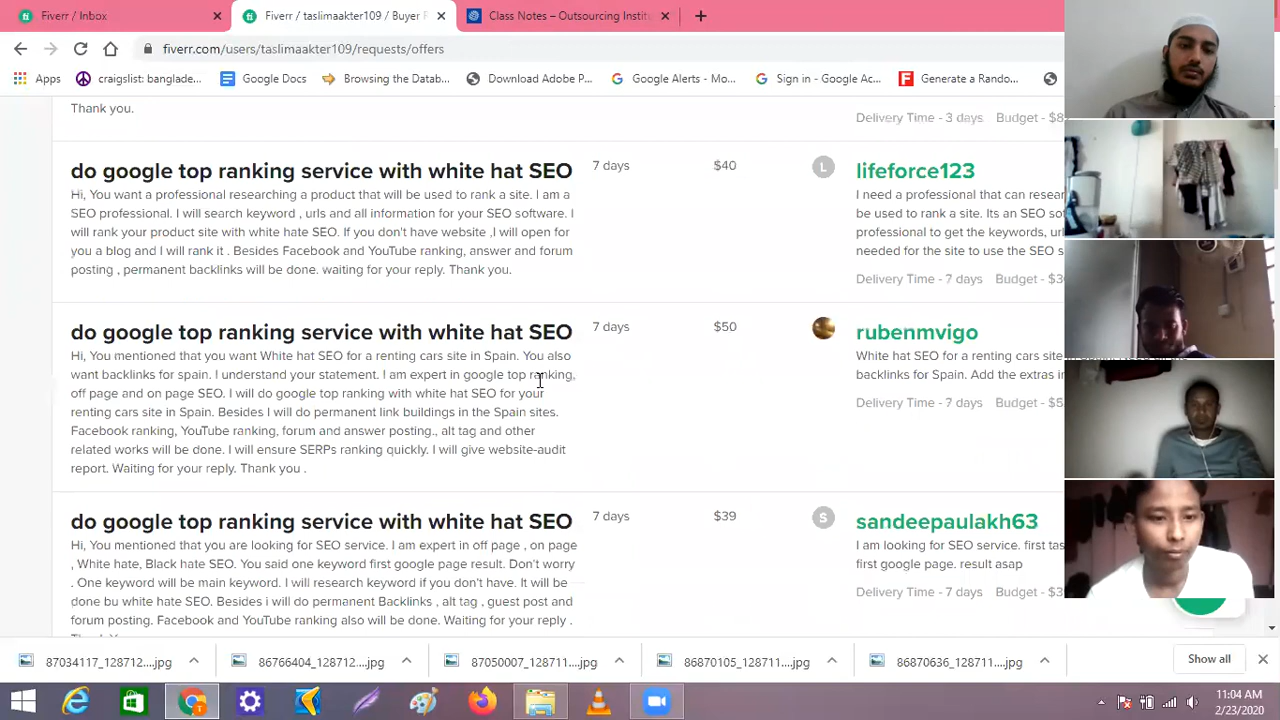 Fiverr / Inbox
Fiverr / taslimaakter109 / Buyer F
Class Notes – Outsourcing Instit
fiverr.com/users/taslimaakter109/requests/offers
Apps
craigslist: banglade...
Google Docs
Browsing the Datab...
Download Adobe P...
Google Alerts - Mo...
Sign in - Google Ac...
Generate a Rando...
Thank you.
Delivery Time - 3 days Budget - $8
do google top ranking service with white hat SEO
7 days
$40
L
lifeforce123
Hi, You want a professional researching a product that will be used to rank a site. I am a
SEO professional. I will search keyword , urls and all information for your SEO software. I
will rank your product site with white hate SEO. If you don't have website ,I will open for
you a blog and I will rank it . Besides Facebook and YouTube ranking, answer and forum
posting , permanent backlinks will be done. waiting for your reply. Thank you.
I need a professional that can resear
be used to rank a site. Its an SEO so
professional to get the keywords, ur
needed for the site to use the SEO s
Delivery Time - 7 days Budget - $3
do google top ranking service with white hat SEO
7 days
$50
rubenmvigo
Hi, You mentioned that you want White hat SEO for a renting cars site in Spain. You also
want backlinks for spain. I understand your statement. I am expert in google top ranking,
off page and on page SEO. I will do google top ranking with white hat SEO for your
renting cars site in Spain. Besides I will do permanent link buildings in the Spain sites.
Facebook ranking, YouTube ranking, forum and answer posting., alt tag and other
related works will be done. I will ensure SERPs ranking quickly. I will give website-audit
report. Waiting for your reply. Thank you .
White hat SEO for a renting cars site
backlinks for Spain. Add the extras in
Delivery Time - 7 days Budget - $5
do google top ranking service with white hat SEO
7 days
$39
S
sandeepaulakh63
Hi, You mentioned that you are looking for SEO service. I am expert in off page , on page
, White hate, Black hate SEO. You said one keyword first google page result. Don't worry
. One keyword will be main keyword. I will research keyword if you don't have. It will be
done bu white hate SEO. Besides i will do permanent Backlinks , alt tag , guest post and
forum posting. Facebook and YouTube ranking also will be done. Waiting for your reply .
I am looking for SEO service. first tas
first google page. result asap
Delivery Time - 7 days Budget - $3
87034117_128712....jpg
86766404_128712....jpg
87050007_128711....jpg
86870105_128711....jpg
86870636_128711....jpg
Show all
11:04 AM
2/23/2020